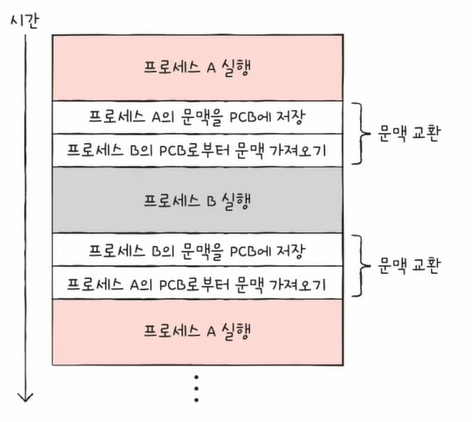 시간
프로세스 A 실행
프로세스 A의 문맥을 PCB에 저장
프로세스 B의 PCB로부터 문맥 가져오기
문맥 교환
프로세스 B 실행
프로세스 B의 문맥을 PCB에 저장
프로세스 A의 PCB로부터 문맥 가져오기
문맥 교환
프로세스 A 실행